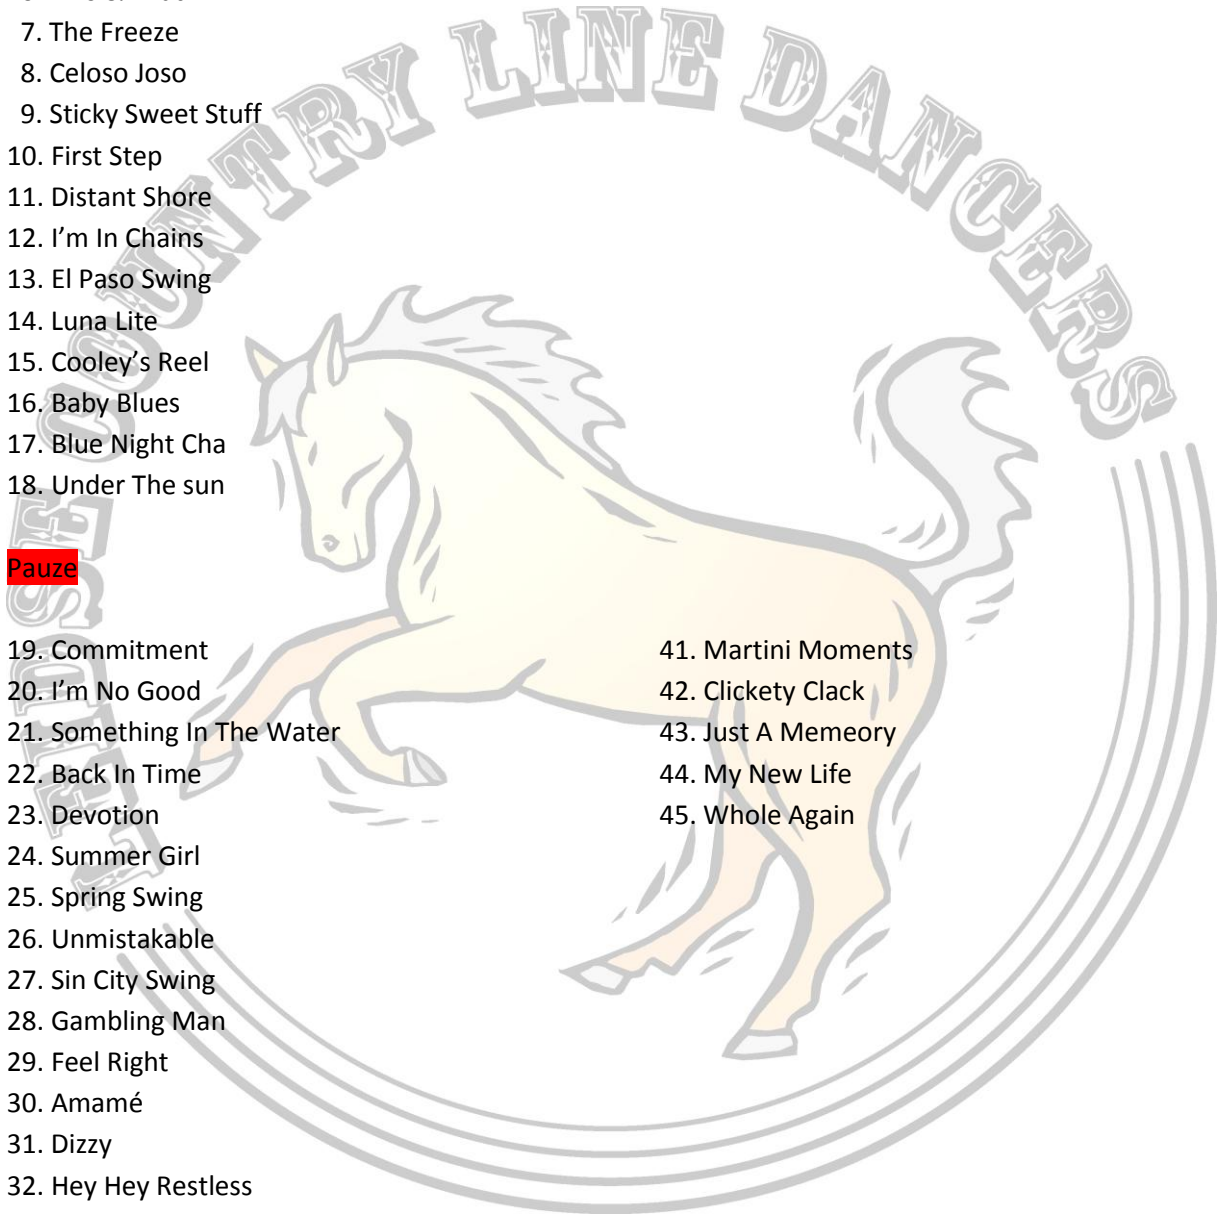 COUNTRY LINE DANCERS
7. The Freeze
8. Celoso Joso
9. Sticky Sweet Stuff
10. First Step
11. Distant Shore
12. I’m In Chains
13. El Paso Swing
14. Luna Lite
15. Cooley’s Reel
16. Baby Blues
17. Blue Night Cha
18. Under The sun
Pauze
19. Commitment
20. I’m No Good
21. Something In The Water
22. Back In Time
23. Devotion
24. Summer Girl
25. Spring Swing
26. Unmistakable
27. Sin City Swing
28. Gambling Man
29. Feel Right
30. Amamé
31. Dizzy
32. Hey Hey Restless
41. Martini Moments
42. Clickety Clack
43. Just A Memeory
44. My New Life
45. Whole Again